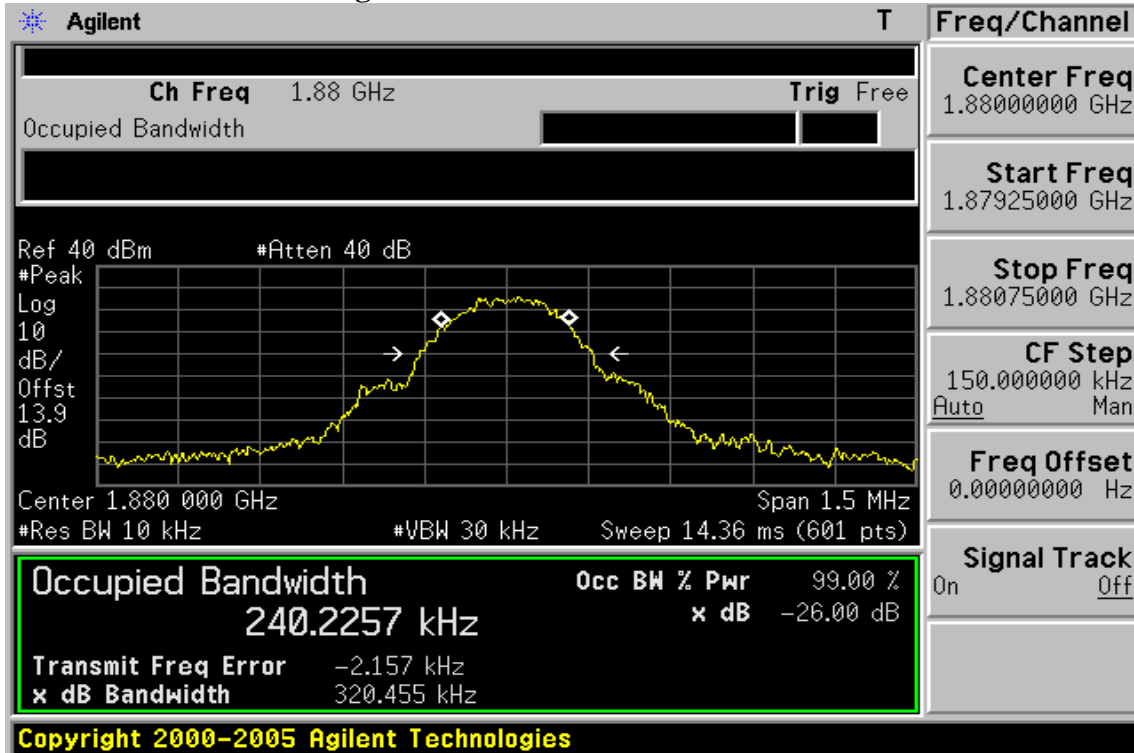 Agilent T
Freq/Channel
Ch Freq 1.88 GHz Trig Free
Occupied Bandwidth
Center Freq
1.88000000 GHz
Start Freq
1.87925000 GHz
Stop Freq
1.88075000 GHz
CF Step
150.000000 kHz
Auto Man
Freq Offset
0.00000000 Hz
Signal Track
On Off
Ref 40 dBm #Atten 40 dB
#Peak
Log
10
dB/
Offst
13.9
dB
Center 1.880 000 GHz Span 1.5 MHz
#Res BW 10 kHz #VBW 30 kHz Sweep 14.36 ms (601 pts)
Occupied Bandwidth Occ BW % Pwr 99.00 %
240.2257 kHz x dB -26.00 dB
Transmit Freq Error -2.157 kHz
x dB Bandwidth 320.455 kHz
Copyright 2000-2005 Agilent Technologies